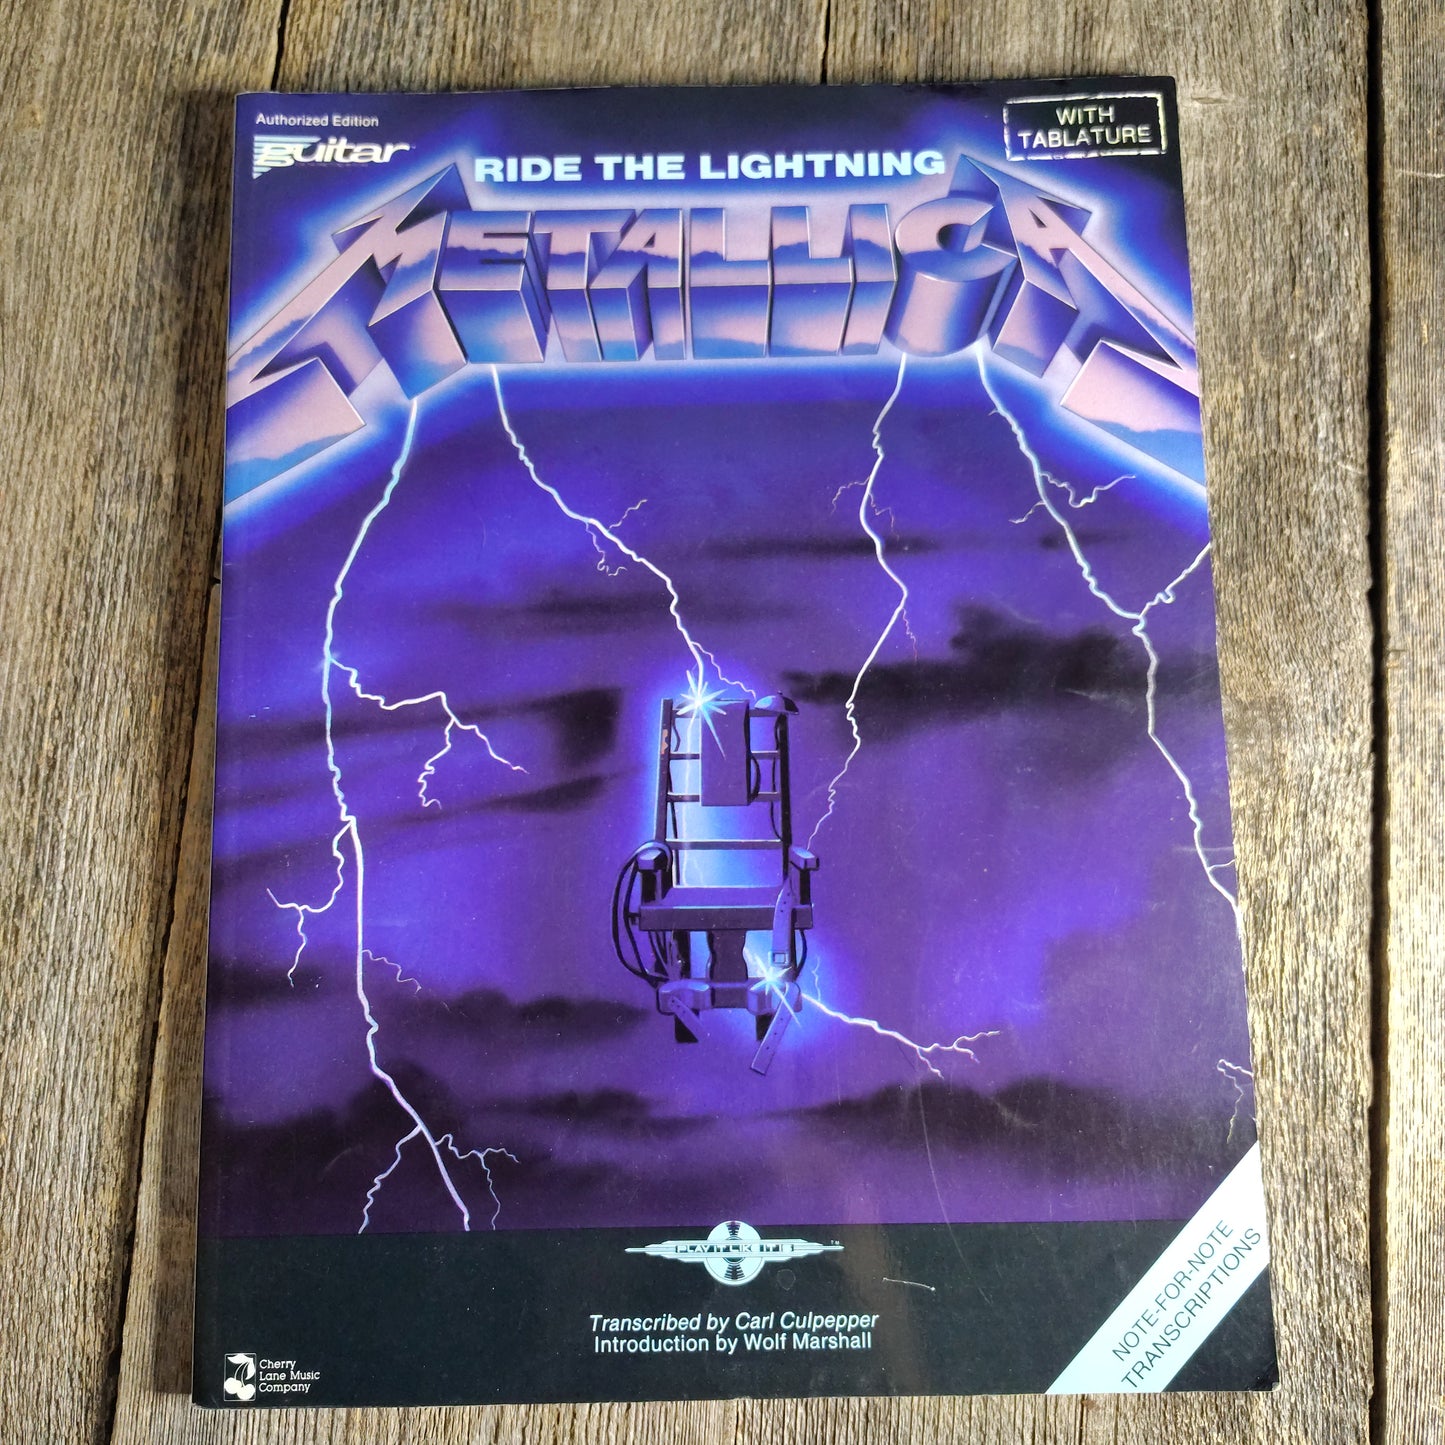 Authorized Edition
guitar
WITH
TABLATURE
RIDE THE LIGHTNING
METALLICA
PLAY IT LIKE IT IS
TM
Transcribed by Carl Culpepper
Introduction by Wolf Marshall
Cherry
Lane Music
Company
NOTE-FOR-NOTE
TRANSCRIPTIONS